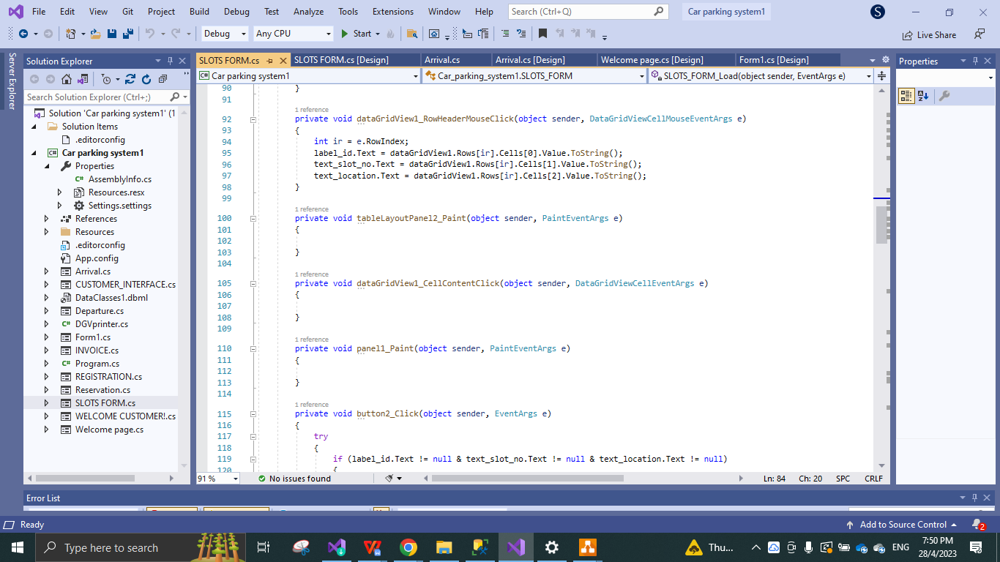 File Edit View Git Project Build Debug Test Analyze Tools Extensions Window Help Search (Ctrl+Q) Car parking system1 S
Debug Any CPU Start Live Share
Server Explorer
Solution Explorer
Search Solution Explorer (Ctrl+;)
Solution 'Car parking system1' (1
Solution Items
.editorconfig
Car parking system1
Properties
AssemblyInfo.cs
Resources.resx
Settings.settings
References
Resources
.editorconfig
App.config
Arrival.cs
CUSTOMER_INTERFACE.cs
DataClasses1.dbml
Departure.cs
DGVprinter.cs
Form1.cs
INVOICE.cs
Program.cs
REGISTRATION.cs
Reservation.cs
SLOTS FORM.cs
WELCOME CUSTOMER!.cs
Welcome page.cs
SLOTS FORM.cs SLOTS FORM.cs [Design] Arrival.cs Arrival.cs [Design] Welcome page.cs [Design] Form1.cs [Design]
Car parking system1 Car_parking_system1.SLOTS_FORM SLOTS_FORM_Load(object sender, EventArgs e)
90 }
91
1 reference
92 private void dataGridView1_RowHeaderMouseClick(object sender, DataGridViewCellMouseEventArgs e)
93 {
94 int ir = e.RowIndex;
95 label_id.Text = dataGridView1.Rows[ir].Cells[0].Value.ToString();
96 text_slot_no.Text = dataGridView1.Rows[ir].Cells[1].Value.ToString();
97 text_location.Text = dataGridView1.Rows[ir].Cells[2].Value.ToString();
98 }
99
1 reference
100 private void tableLayoutPanel2_Paint(object sender, PaintEventArgs e)
101 {
102
103 }
104
1 reference
105 private void dataGridView1_CellContentClick(object sender, DataGridViewCellEventArgs e)
106 {
107
108 }
109
1 reference
110 private void panel1_Paint(object sender, PaintEventArgs e)
111 {
112
113 }
114
1 reference
115 private void button2_Click(object sender, EventArgs e)
116 {
117 try
118 {
119 if (label_id.Text != null & text_slot_no.Text != null & text_location.Text != null)
120 {
91 % No issues found Ln: 84 Ch: 20 SPC CRLF
Properties
Error List
Ready Add to Source Control 2
Type here to search Thu... ENG 7:50 PM
28/4/2023